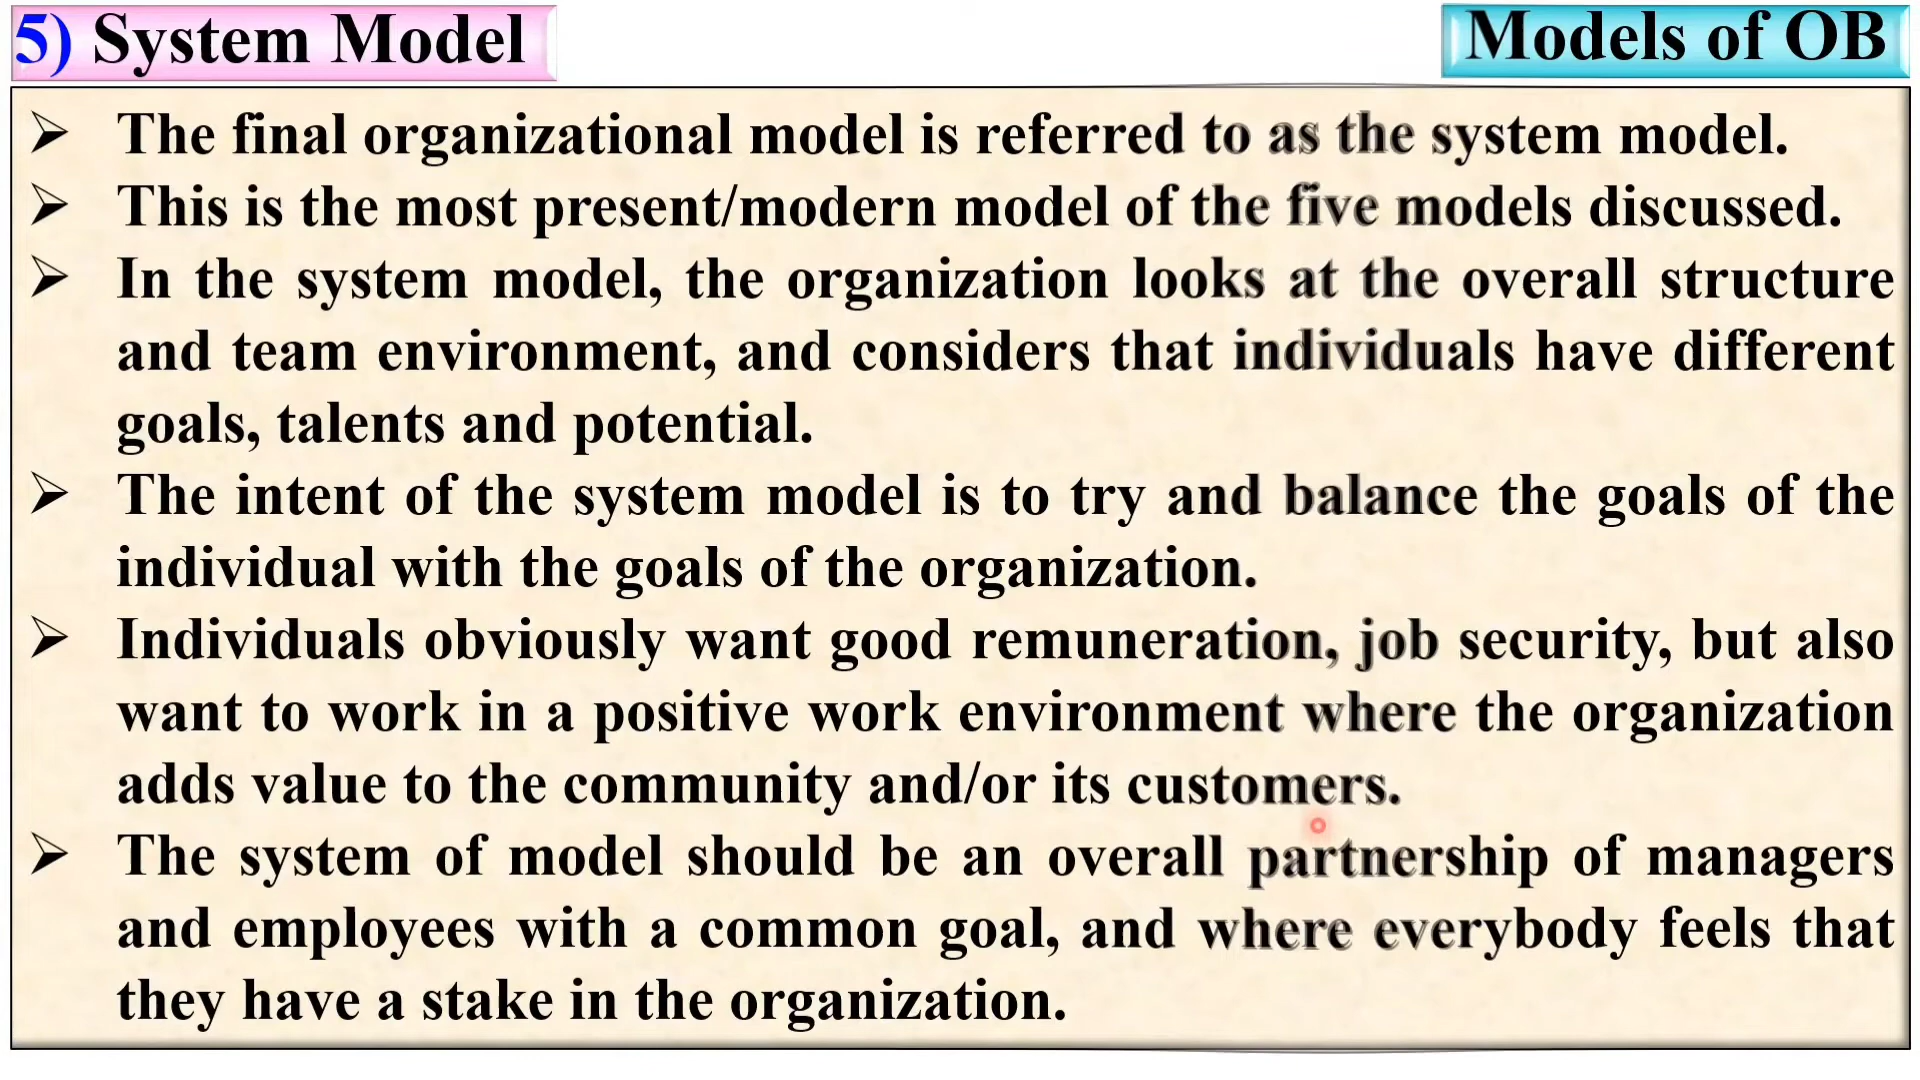 5) System Model
Models of OB
➢ The final organizational model is referred to as the system model.
➢ This is the most present/modern model of the five models discussed.
➢ In the system model, the organization looks at the overall structure
and team environment, and considers that individuals have different
goals, talents and potential.
➢ The intent of the system model is to try and balance the goals of the
individual with the goals of the organization.
➢ Individuals obviously want good remuneration, job security, but also
want to work in a positive work environment where the organization
adds value to the community and/or its customers.
➢ The system of model should be an overall partnership of managers
and employees with a common goal, and where everybody feels that
they have a stake in the organization.